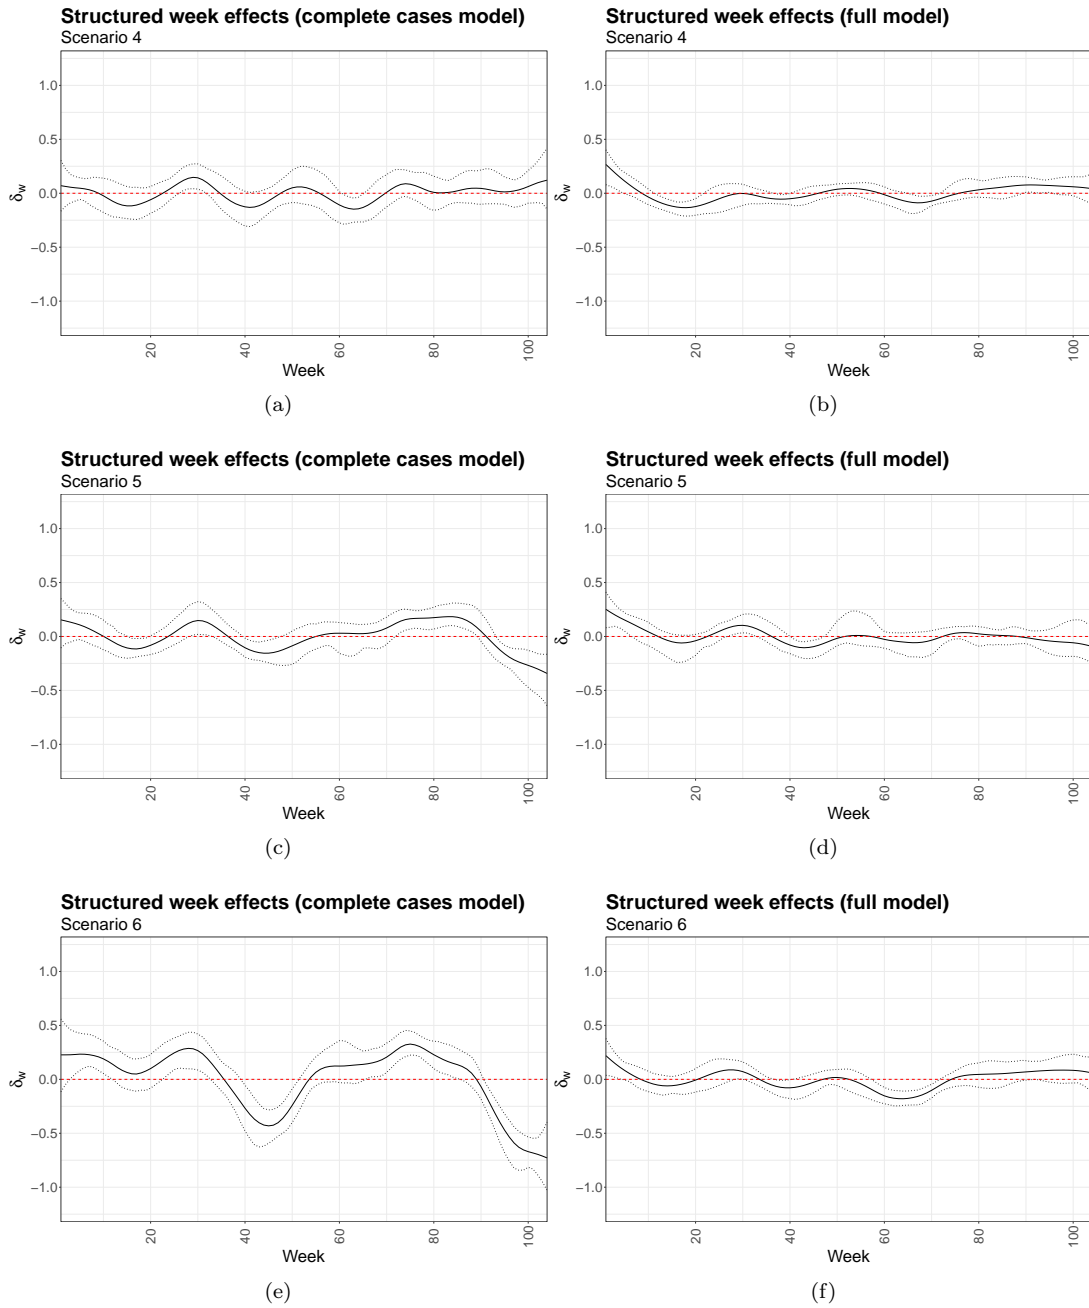 Structured week effects (complete cases model)
Scenario 4
1.0
0.5
0.0
−0.5
−1.0
δw
20
40
60
80
100
Week
(a)
Structured week effects (full model)
Scenario 4
1.0
0.5
0.0
−0.5
−1.0
δw
20
40
60
80
100
Week
(b)
Structured week effects (complete cases model)
Scenario 5
1.0
0.5
0.0
−0.5
−1.0
δw
20
40
60
80
100
Week
(c)
Structured week effects (full model)
Scenario 5
1.0
0.5
0.0
−0.5
−1.0
δw
20
40
60
80
100
Week
(d)
Structured week effects (complete cases model)
Scenario 6
1.0
0.5
0.0
−0.5
−1.0
δw
20
40
60
80
100
Week
(e)
Structured week effects (full model)
Scenario 6
1.0
0.5
0.0
−0.5
−1.0
δw
20
40
60
80
100
Week
(f)